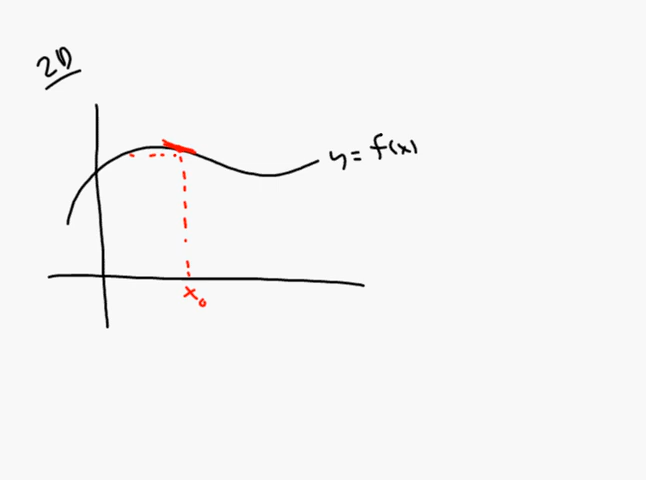 2D
y = f(x)
x₀